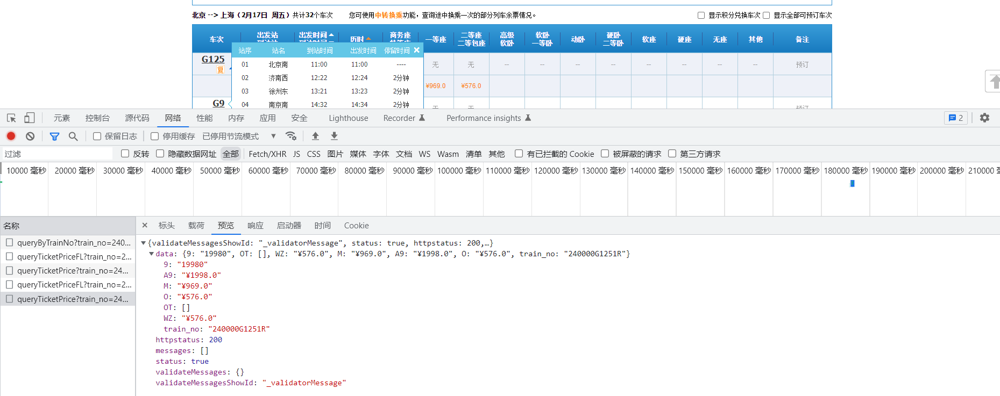 北京 --> 上海（2月17日 周五）共计32个车次 您可使用中转换乘功能，查询途中换乘一次的部分列车余票情况。 显示积分兑换车次 显示全部可预订车次
车次 出发站 出发时间 历时 商务座 一等座 二等座 高级 软卧 动卧 硬卧 软座 硬座 无座 其他 备注
二等包座 软卧 一等卧 二等卧
站序 站名 到站时间 出发时间 停留时间
G125 01 北京南 11:00 11:00 ---- 无 无 -- -- -- -- -- -- -- -- 预订
复
02 济南西 12:22 12:24 2分钟 ¥969.0 ¥576.0
03 徐州东 13:21 13:23 2分钟
G9 04 南京南 14:32 14:34 2分钟
元素 控制台 源代码 网络 性能 内存 应用 安全 Lighthouse Recorder Performance insights 2
保留日志 停用缓存 已停用节流模式
过滤 反转 隐藏数据网址 全部 Fetch/XHR JS CSS 图片 媒体 字体 文档 WS Wasm 清单 其他 有已拦截的 Cookie 被屏蔽的请求 第三方请求
10000 毫秒 20000 毫秒 30000 毫秒 40000 毫秒 50000 毫秒 60000 毫秒 70000 毫秒 80000 毫秒 90000 毫秒 100000 毫秒 110000 毫秒 120000 毫秒 130000 毫秒 140000 毫秒 150000 毫秒 160000 毫秒 170000 毫秒 180000 毫秒 190000 毫秒 200000 毫秒 210000 毫
名称
queryByTrainNo?train_no=240...
queryTicketPriceFL?train_no=2...
queryTicketPrice?train_no=24...
queryTicketPriceFL?train_no=2...
queryTicketPrice?train_no=24...
标头 载荷 预览 响应 启动器 时间 Cookie
{validateMessagesShowId: "_validatorMessage", status: true, httpstatus: 200,…}
data: {9: "19980", OT: [], WZ: "¥576.0", M: "¥969.0", A9: "¥1998.0", O: "¥576.0", train_no: "240000G1251R"}
9: "19980"
A9: "¥1998.0"
M: "¥969.0"
O: "¥576.0"
OT: []
WZ: "¥576.0"
train_no: "240000G1251R"
httpstatus: 200
messages: []
status: true
validateMessages: {}
validateMessagesShowId: "_validatorMessage"